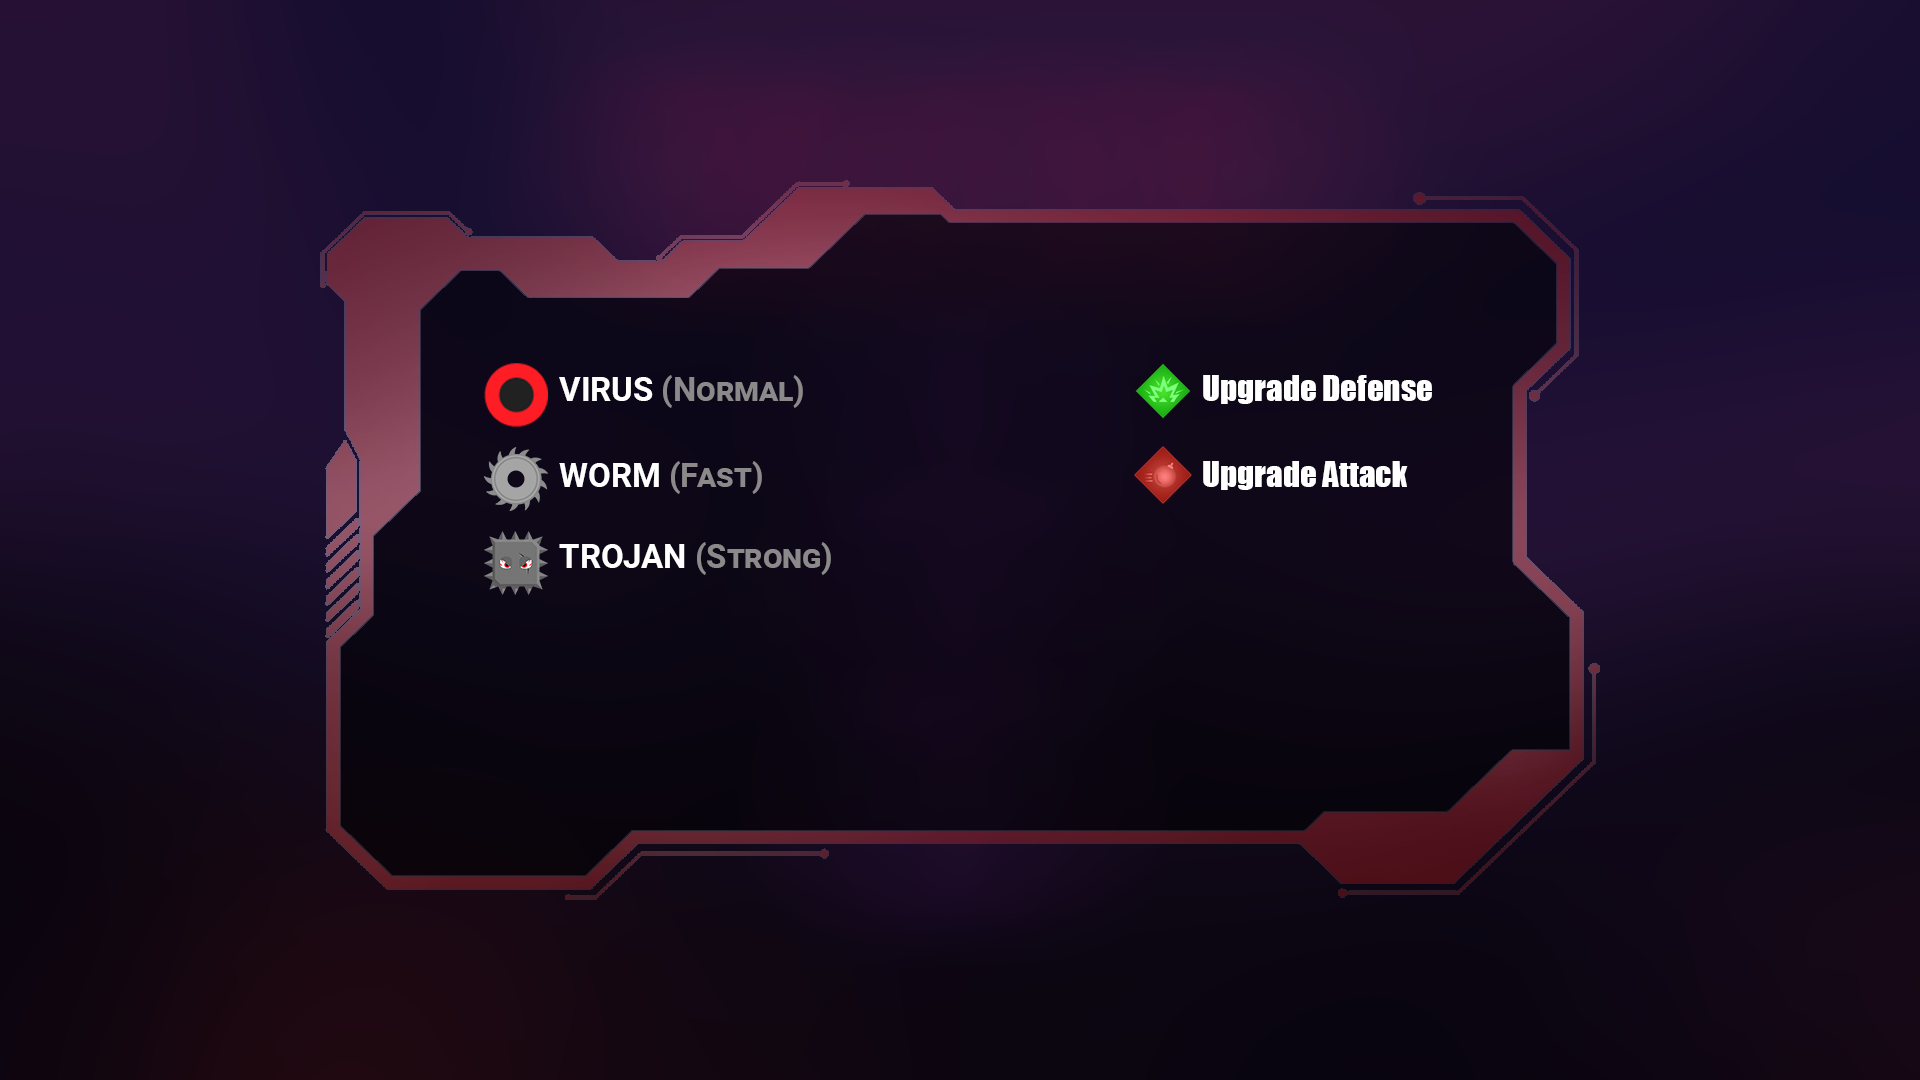 VIRUS (NORMAL)
WORM (FAST)
TROJAN (STRONG)
Upgrade Defense
Upgrade Attack